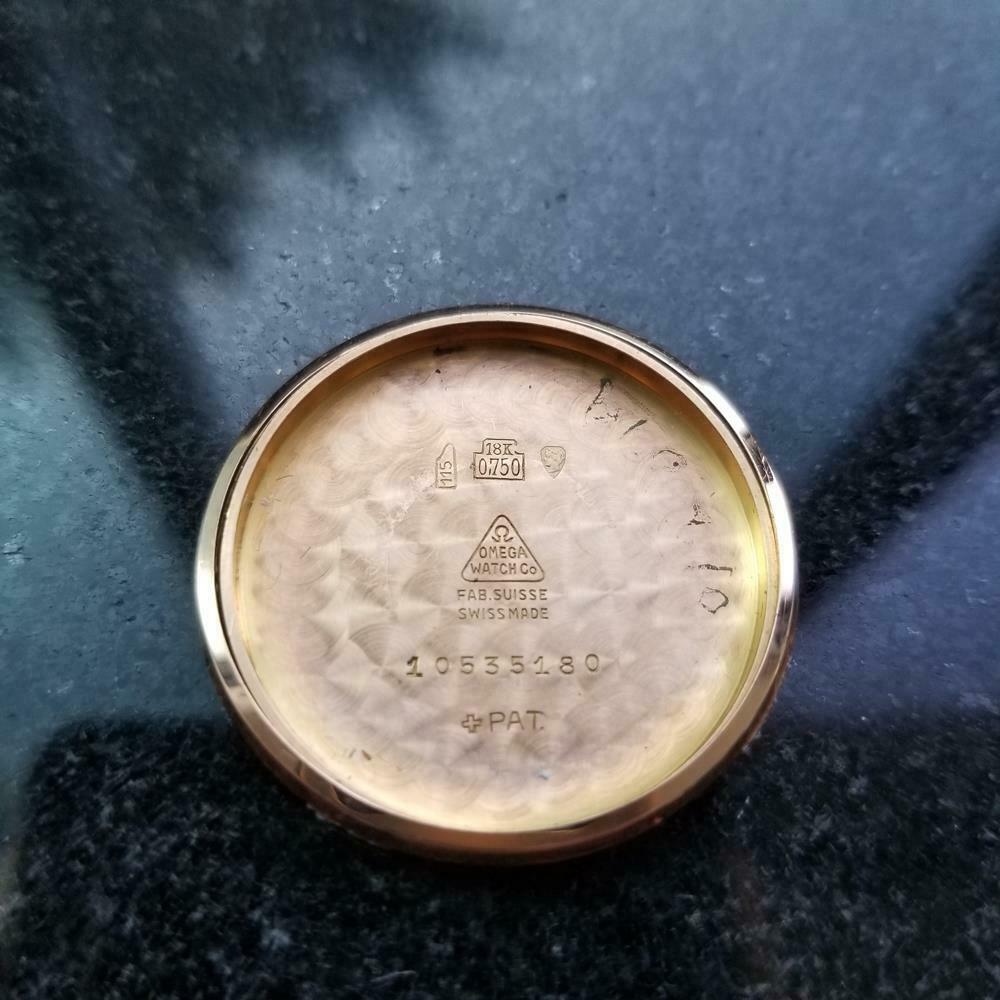 115
18K
0.750
Ω
OMEGA
WATCH Co
FAB. SUISSE
SWISS MADE
10535180
PAT.